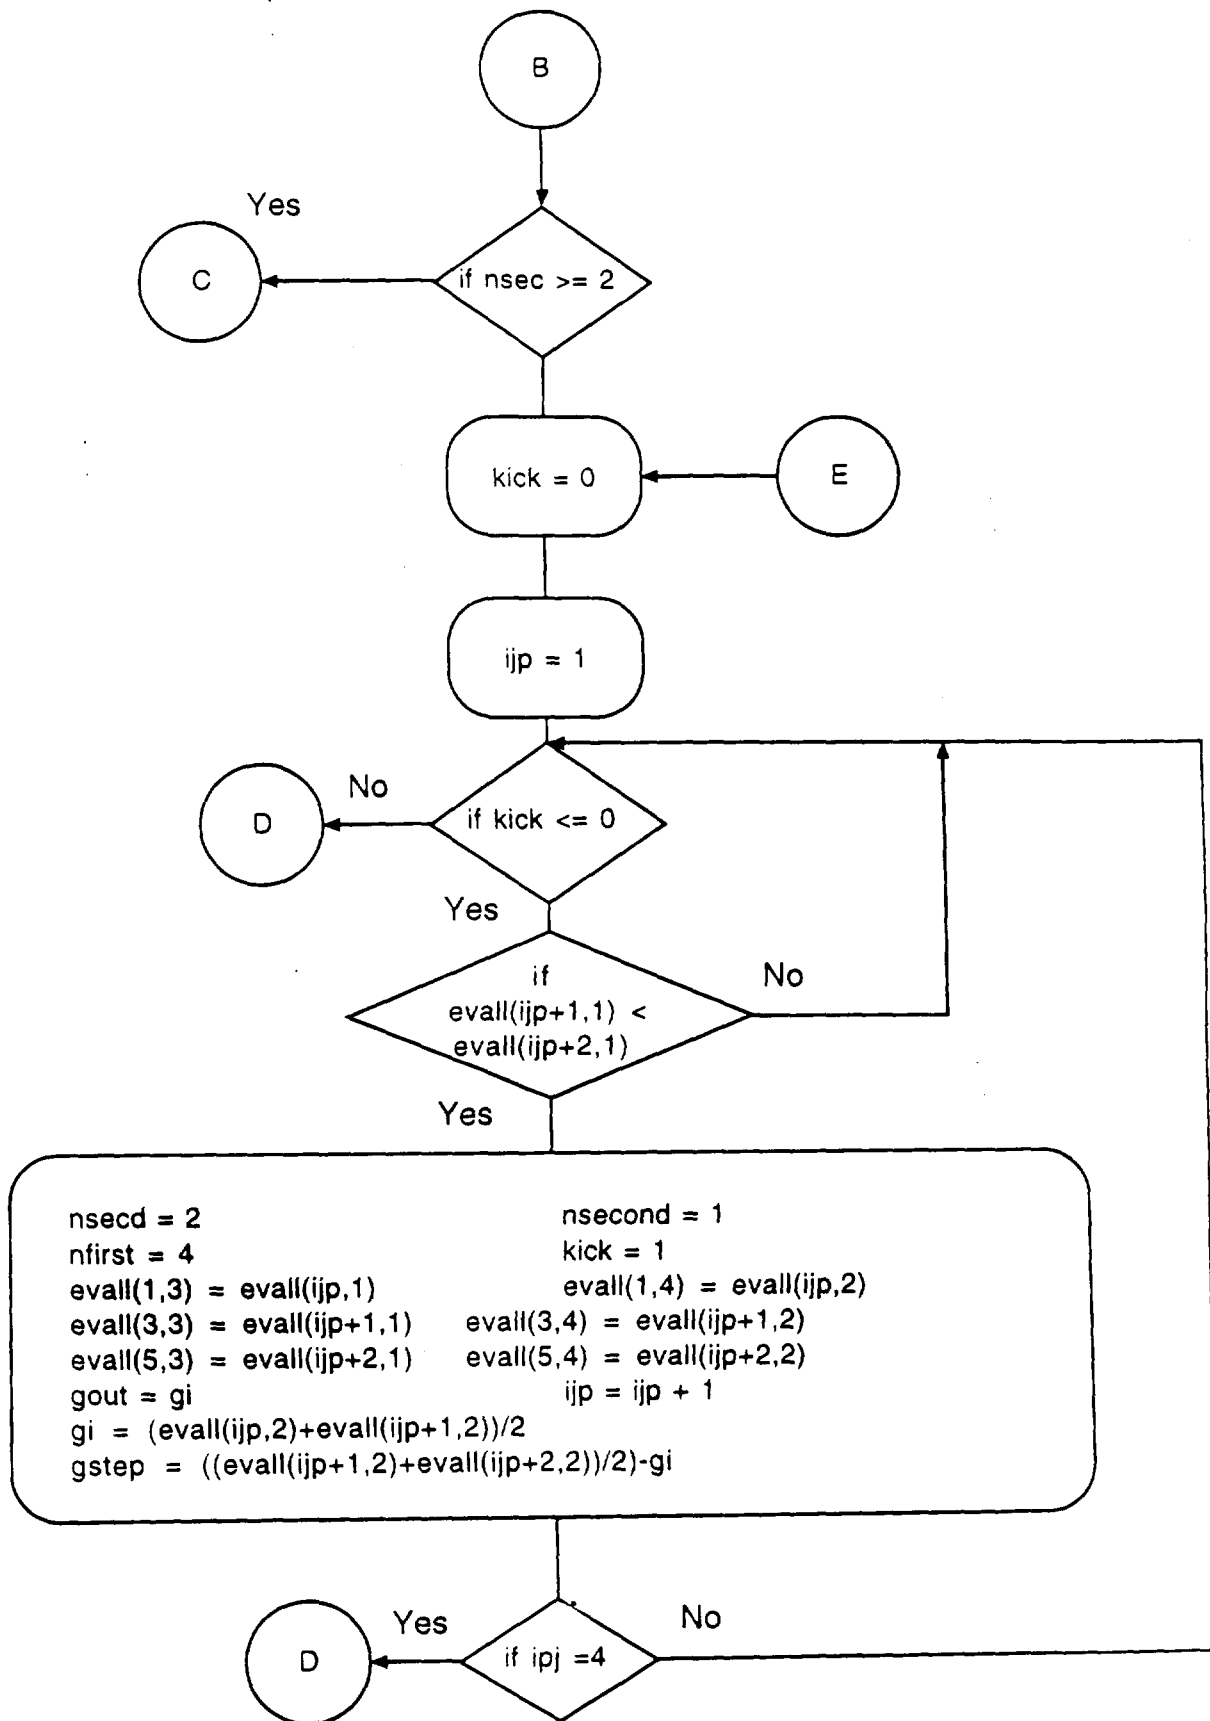 B
Yes
C
if nsec >= 2
kick = 0
E
ijp = 1
No
D
if kick <= 0
Yes
if
evall(ijp+1,1) <
evall(ijp+2,1)
No
Yes
nsecd = 2 nsecond = 1
nfirst = 4 kick = 1
evall(1,3) = evall(ijp,1) evall(1,4) = evall(ijp,2)
evall(3,3) = evall(ijp+1,1) evall(3,4) = evall(ijp+1,2)
evall(5,3) = evall(ijp+2,1) evall(5,4) = evall(ijp+2,2)
gout = gi ijp = ijp + 1
gi = (evall(ijp,2)+evall(ijp+1,2))/2
gstep = ((evall(ijp+1,2)+evall(ijp+2,2))/2)-gi
Yes
No
D
if ipj =4